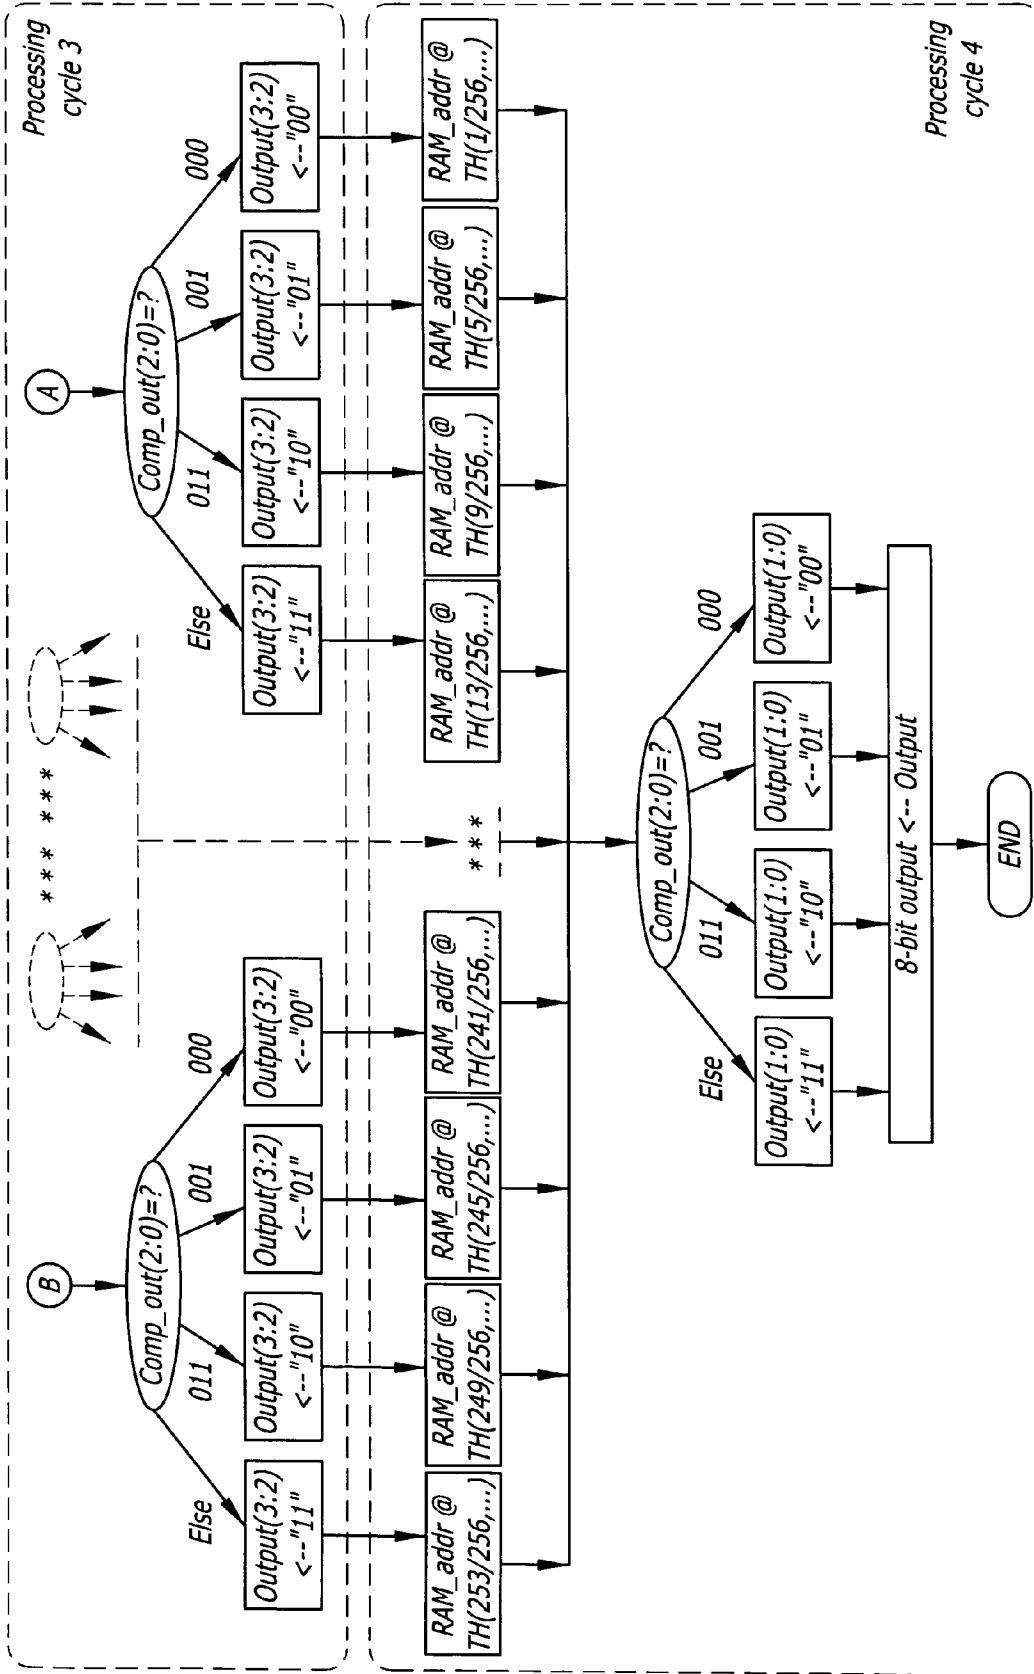 Processing
cycle 3
B
*** ***
A
Comp_out(2:0)=?
Comp_out(2:0)=?
Else
011
001
000
Else
011
001
000
Output(3:2)
<--"11"
Output(3:2)
<--"10"
Output(3:2)
<--"01"
Output(3:2)
<--"00"
Output(3:2)
<--"11"
Output(3:2)
<--"10"
Output(3:2)
<--"01"
Output(3:2)
<--"00"
RAM_addr @
TH(253/256,...)
RAM_addr @
TH(249/256,...)
RAM_addr @
TH(245/256,...)
RAM_addr @
TH(241/256,...)
***
RAM_addr @
TH(13/256,...)
RAM_addr @
TH(9/256,...)
RAM_addr @
TH(5/256,...)
RAM_addr @
TH(1/256,...)
Comp_out(2:0)=?
Else
011
001
000
Output(1:0)
<--"11"
Output(1:0)
<--"10"
Output(1:0)
<--"01"
Output(1:0)
<--"00"
8-bit output <-- Output
END
Processing
cycle 4